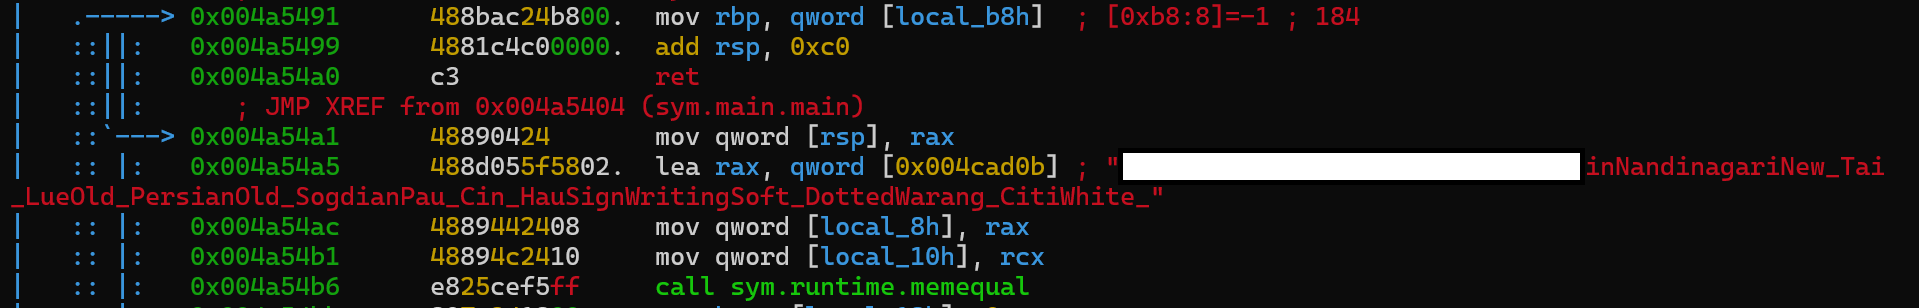 | .-----> 0x004a5491 488bac24b800. mov rbp, qword [local_b8h] ; [0xb8:8]=-1 ; 184
| ::||: 0x004a5499 4881c4c00000. add rsp, 0xc0
| ::||: 0x004a54a0 c3 ret
| ::||: ; JMP XREF from 0x004a5404 (sym.main.main)
| ::`---> 0x004a54a1 48890424 mov qword [rsp], rax
| :: |: 0x004a54a5 488d055f5802. lea rax, qword [0x004cad0b] ; "inNandinagariNew_Tai
_LueOld_PersianOld_SogdianPau_Cin_HauSignWritingSoft_DottedWarang_CitiWhite_"
| :: |: 0x004a54ac 4889442408 mov qword [local_8h], rax
| :: |: 0x004a54b1 48894c2410 mov qword [local_10h], rcx
| :: |: 0x004a54b6 e825cef5ff call sym.runtime.memequal